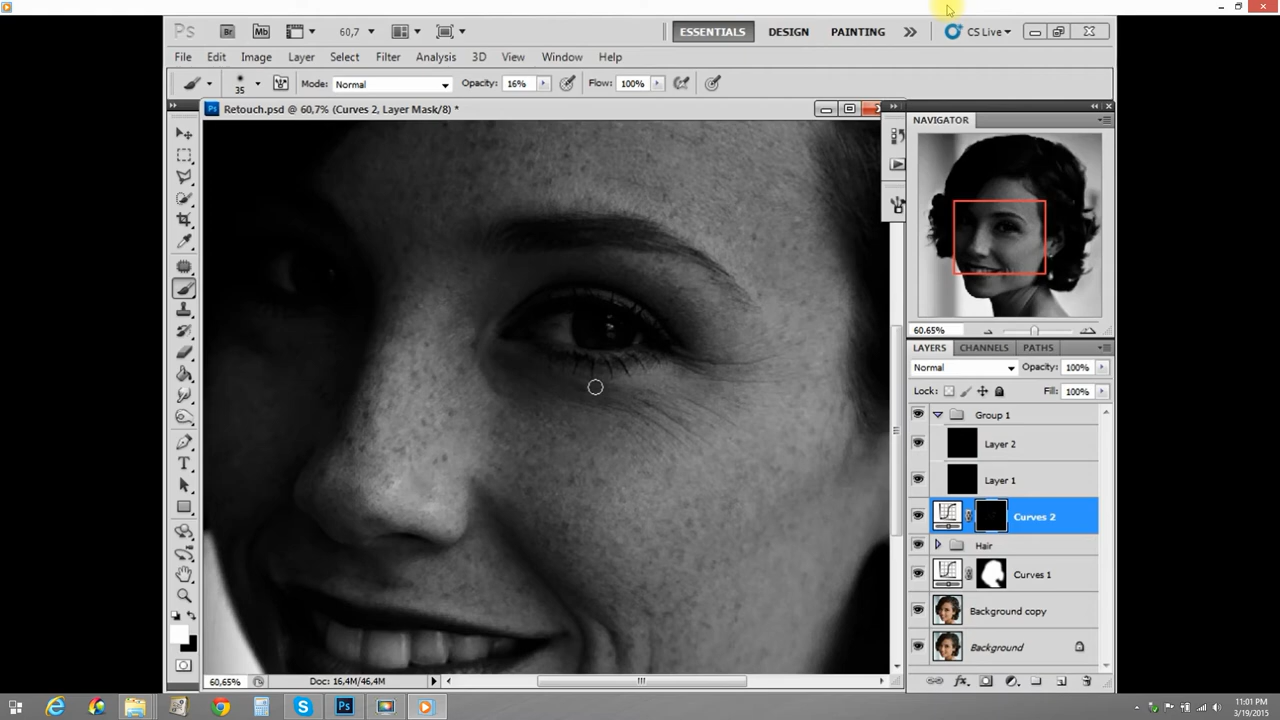 Ps Br Mb 60,7 ESSENTIALS DESIGN PAINTING CS Live
File Edit Image Layer Select Filter Analysis 3D View Window Help
35 Mode: Normal Opacity: 16% Flow: 100%
Ps Retouch.psd @ 60,7% (Curves 2, Layer Mask/8) *
NAVIGATOR
60.65%
LAYERS CHANNELS PATHS
Normal Opacity: 100%
Lock: Fill: 100%
Group 1
Layer 2
Layer 1
Curves 2
Hair
Curves 1
Background copy
Background
60,65% Doc: 16,4M/46,4M
11:01 PM
3/19/2015